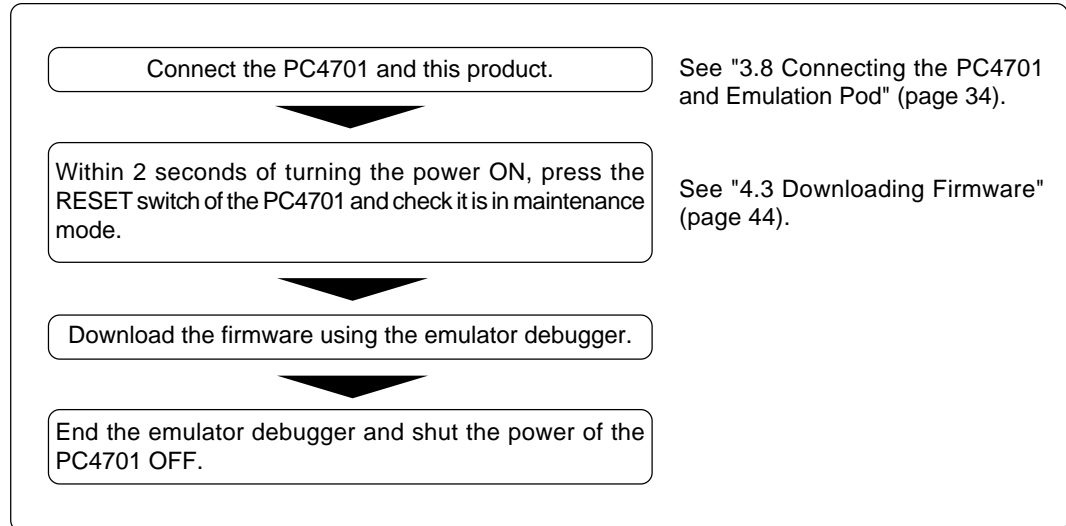 Connect the PC4701 and this product.
See "3.8 Connecting the PC4701
and Emulation Pod" (page 34).
Within 2 seconds of turning the power ON, press the
RESET switch of the PC4701 and check it is in maintenance
mode.
See "4.3 Downloading Firmware"
(page 44).
Download the firmware using the emulator debugger.
End the emulator debugger and shut the power of the
PC4701 OFF.